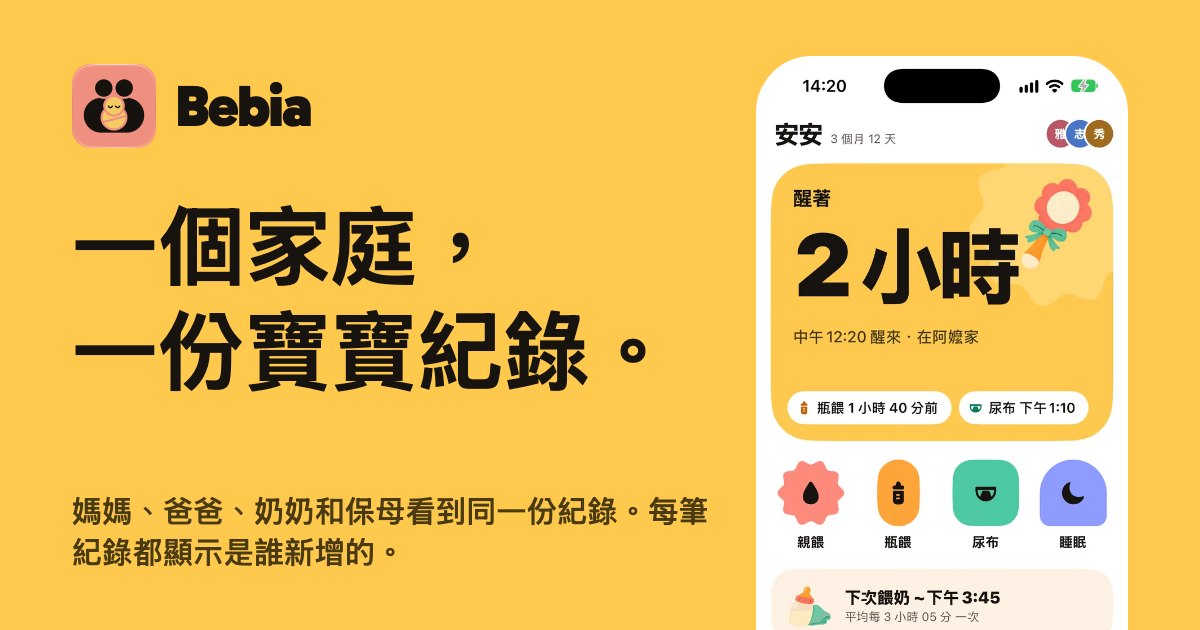 Bebia
一個家庭，
一份寶寶紀錄。
媽媽、爸爸、奶奶和保母看到同一份紀錄。每筆
紀錄都顯示是誰新增的。
14:20
安安 3 個月 12 天
雅 志 秀
醒著
2 小時
中午 12:20 醒來 · 在阿嬤家
瓶餵 1 小時 40 分前 尿布 下午 1:10
親餵 瓶餵 尿布 睡眠
下次餵奶 ~ 下午 3:45
平均每 3 小時 05 分 一次